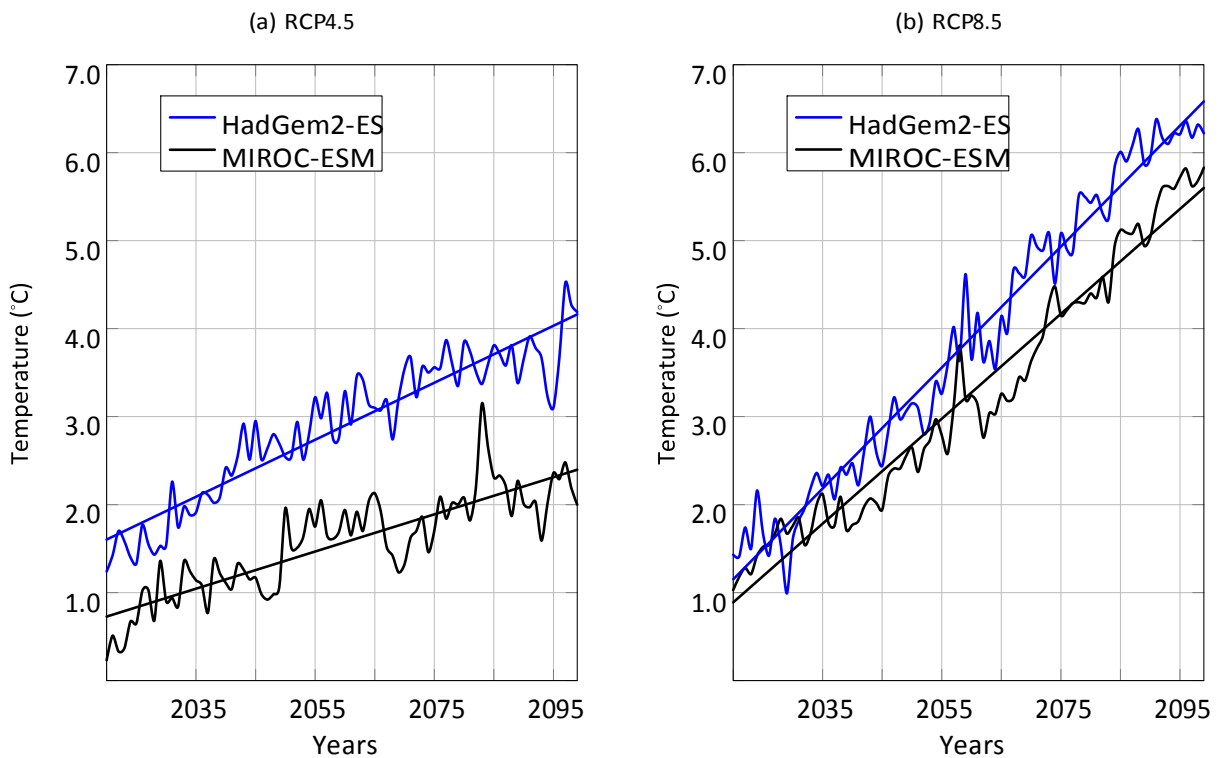 (a) RCP4.5
7.0
6.0
5.0
4.0
3.0
2.0
1.0
Temperature (°C)
HadGem2-ES
MIROC-ESM
2035 2055 2075 2095
Years
(b) RCP8.5
7.0
6.0
5.0
4.0
3.0
2.0
1.0
Temperature (°C)
HadGem2-ES
MIROC-ESM
2035 2055 2075 2095
Years